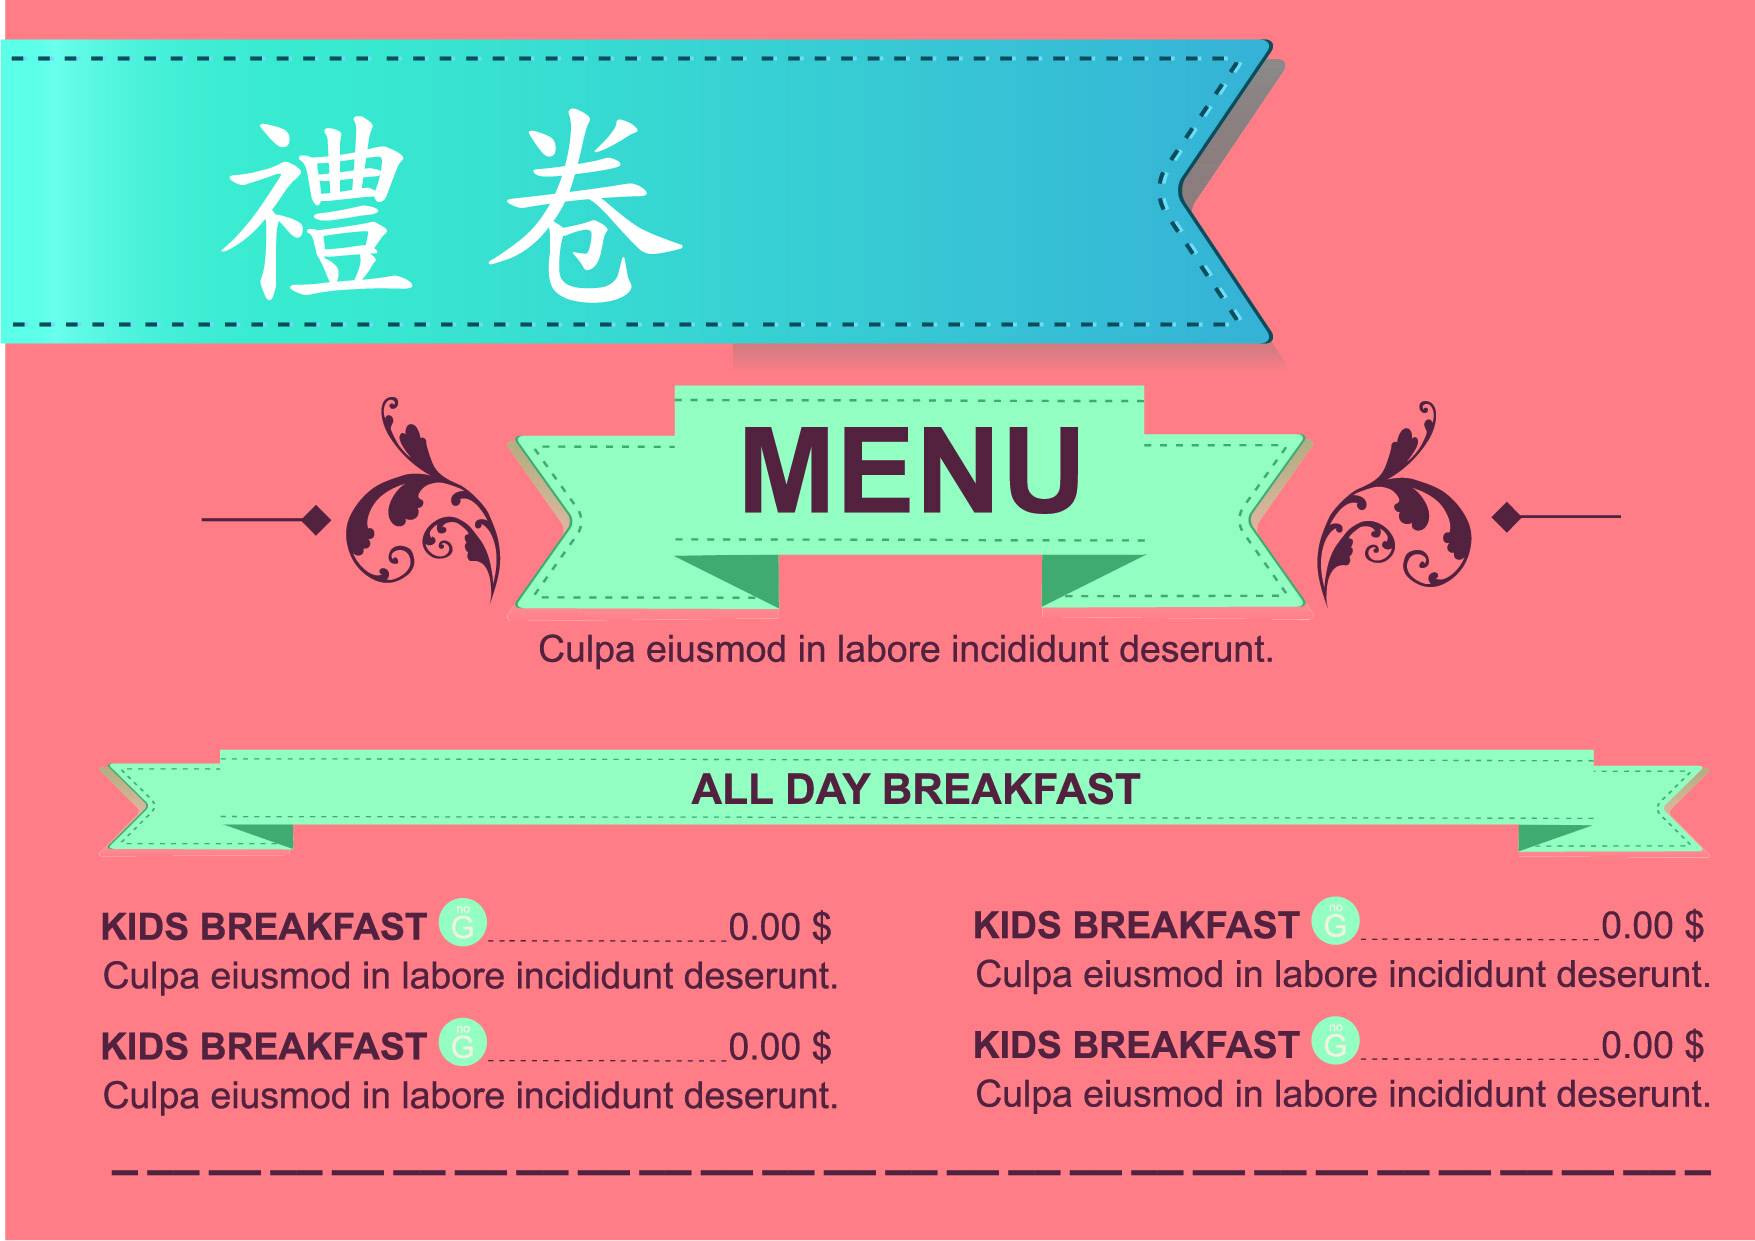 禮卷
MENU
Culpa eiusmod in labore incididunt deserunt.
ALL DAY BREAKFAST
KIDS BREAKFAST no G 0.00 $
Culpa eiusmod in labore incididunt deserunt.
KIDS BREAKFAST no G 0.00 $
Culpa eiusmod in labore incididunt deserunt.
KIDS BREAKFAST no G 0.00 $
Culpa eiusmod in labore incididunt deserunt.
KIDS BREAKFAST no G 0.00 $
Culpa eiusmod in labore incididunt deserunt.